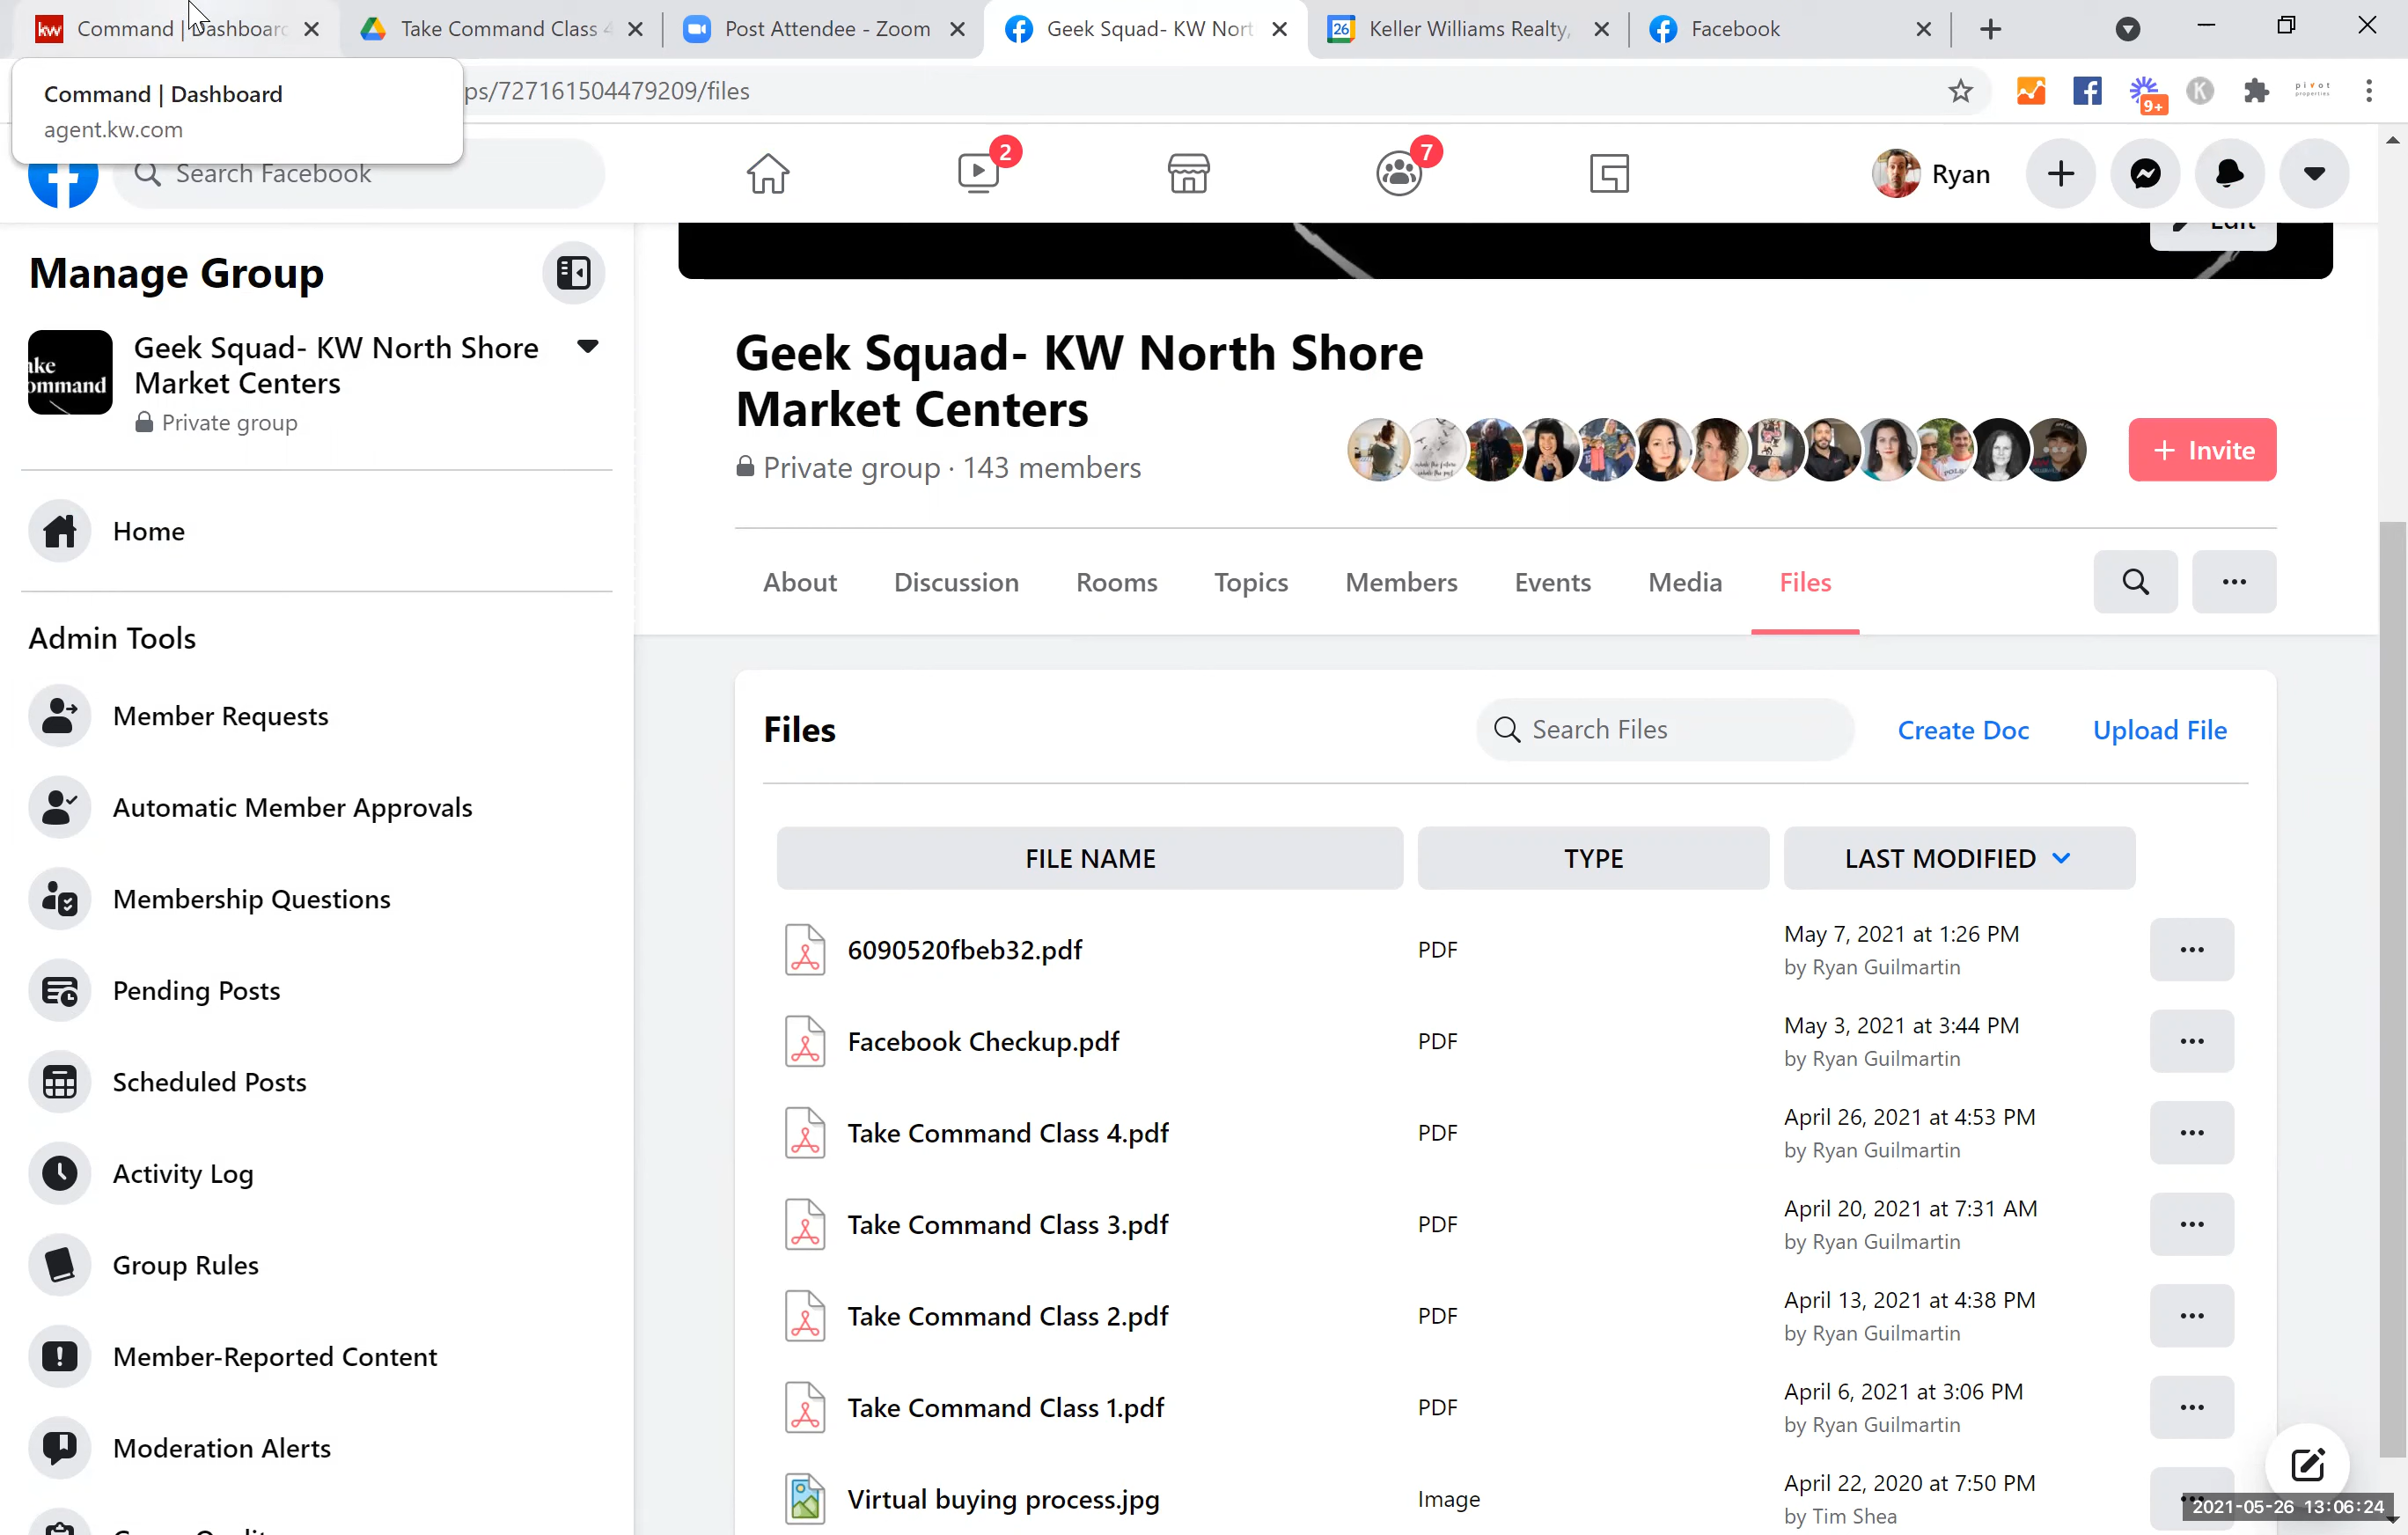 kw Command | Dashboard
Take Command Class 4
Post Attendee - Zoom
Geek Squad- KW Nort
26 Keller Williams Realty,
Facebook
Command | Dashboard
agent.kw.com
ps/727161504479209/files
9+
K
pivot
properties
Search Facebook
2
7
Ryan
Edit
Manage Group
ake
ommand
Geek Squad- KW North Shore
Market Centers
Private group
Home
Admin Tools
Member Requests
Automatic Member Approvals
Membership Questions
Pending Posts
Scheduled Posts
Activity Log
Group Rules
Member-Reported Content
Moderation Alerts
Geek Squad- KW North Shore
Market Centers
Private group · 143 members
+ Invite
About Discussion Rooms Topics Members Events Media Files
Files
Search Files
Create Doc
Upload File
FILE NAME TYPE LAST MODIFIED
6090520fbeb32.pdf PDF May 7, 2021 at 1:26 PM
by Ryan Guilmartin
Facebook Checkup.pdf PDF May 3, 2021 at 3:44 PM
by Ryan Guilmartin
Take Command Class 4.pdf PDF April 26, 2021 at 4:53 PM
by Ryan Guilmartin
Take Command Class 3.pdf PDF April 20, 2021 at 7:31 AM
by Ryan Guilmartin
Take Command Class 2.pdf PDF April 13, 2021 at 4:38 PM
by Ryan Guilmartin
Take Command Class 1.pdf PDF April 6, 2021 at 3:06 PM
by Ryan Guilmartin
Virtual buying process.jpg Image April 22, 2020 at 7:50 PM
by Tim Shea
2021-05-26 13:06:24